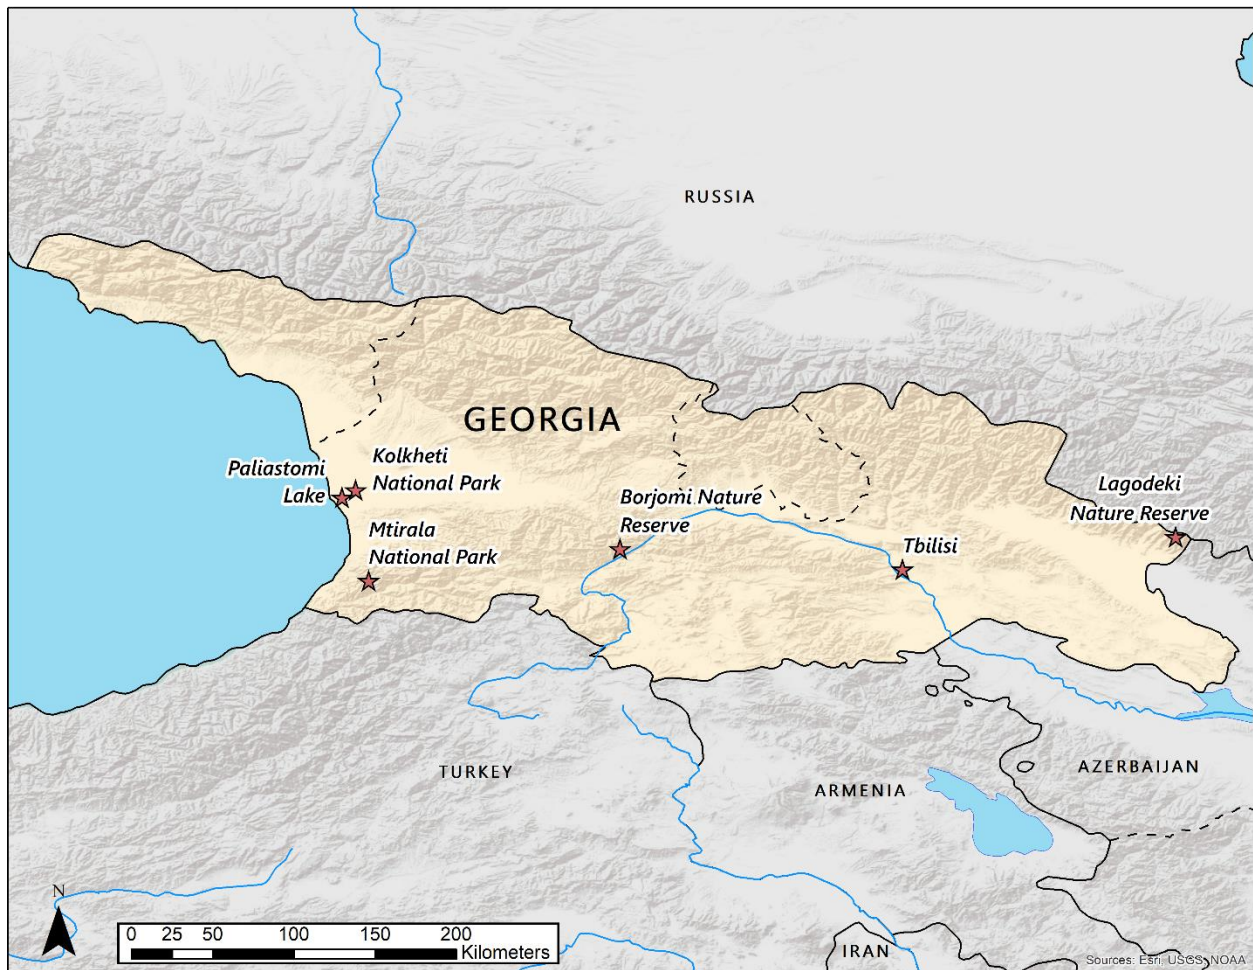 RUSSIA
GEORGIA
Paliastomi
Lake
Kolkheti
National Park
Mtirala
National Park
Borjomi Nature
Reserve
Tbilisi
Lagodeki
Nature Reserve
TURKEY
ARMENIA
AZERBAIJAN
IRAN
N
0 25 50 100 150 200
Kilometers
Sources: Esri, USGS, NOAA